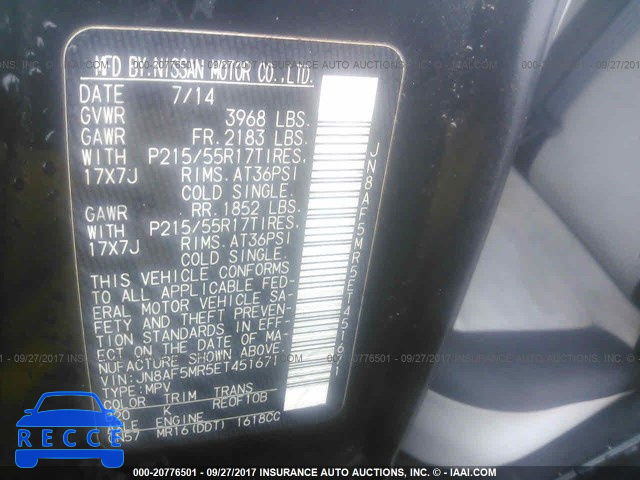 MFD BY:NISSAN MOTOR CO.,LTD.
DATE 7/14
GVWR 3968 LBS.
GAWR FR.2183 LBS.
WITH P215/55R17TIRES,
17X7J RIMS.AT36PSI
COLD SINGLE.
GAWR RR.1852 LBS.
WITH P215/55R17TIRES,
17X7J RIMS.AT36PSI
COLD SINGLE.
THIS VEHICLE CONFORMS
TO ALL APPLICABLE FED-
ERAL MOTOR VEHICLE SA-
FETY AND THEFT PREVEN-
TION STANDARDS IN EFF-
ECT ON THE DATE OF MA-
NUFACTURE SHOWN ABOVE.
VIN:JN8AF5MR5ET451671
TYPE:MPV
COLOR TRIM TRANS
K RE0F10B
ENGINE
MR16(DDT) 1618CC
JN8AF5MR5ET451671
RECCE
000-20776501 - 09/27/2017 INSURANCE AUTO AUCTIONS, INC. (C) - IAAI.COM